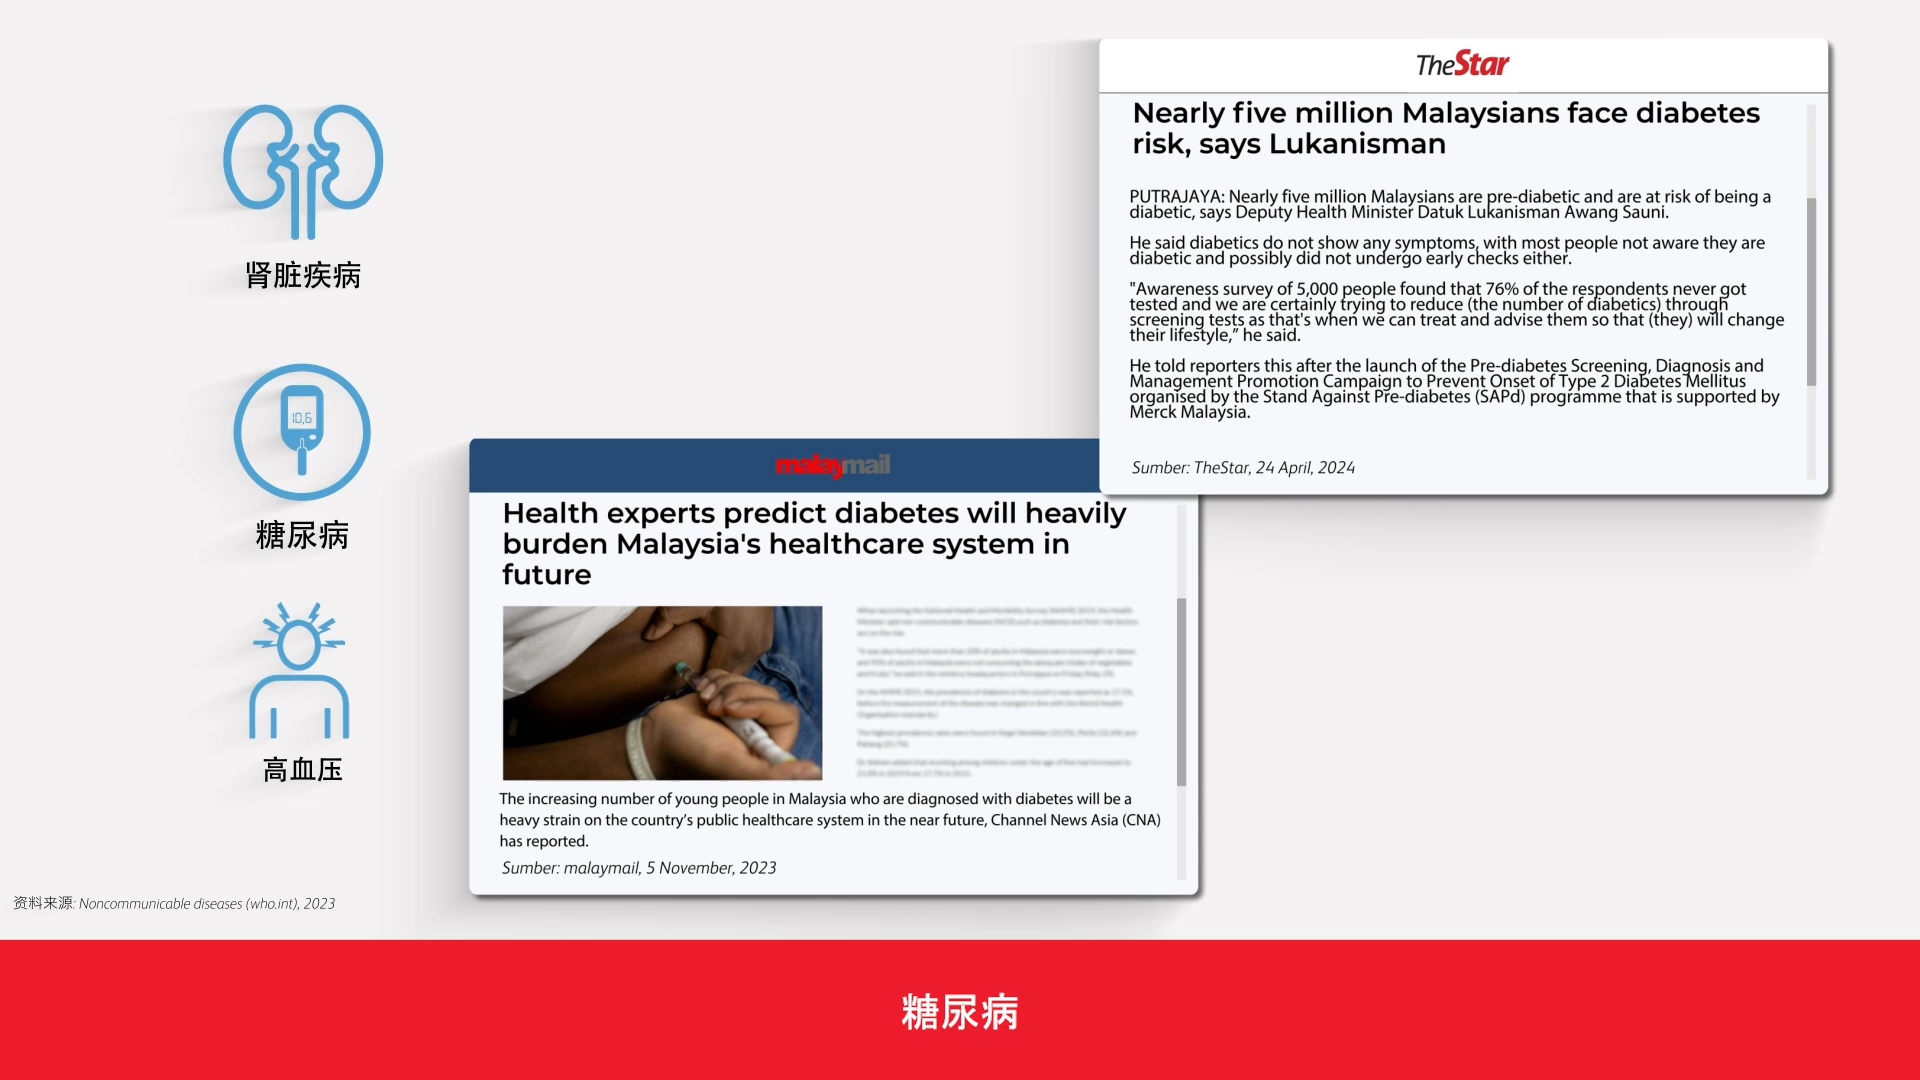 肾脏疾病
10,6
糖尿病
高血压
资料来源: Noncommunicable diseases (who.int), 2023
malaymail
Health experts predict diabetes will heavily
burden Malaysia's healthcare system in
future
The increasing number of young people in Malaysia who are diagnosed with diabetes will be a
heavy strain on the country's public healthcare system in the near future, Channel News Asia (CNA)
has reported.
Sumber: malaymail, 5 November, 2023
TheStar
Nearly five million Malaysians face diabetes
risk, says Lukanisman
PUTRAJAYA: Nearly five million Malaysians are pre-diabetic and are at risk of being a
diabetic, says Deputy Health Minister Datuk Lukanisman Awang Sauni.
He said diabetics do not show any symptoms, with most people not aware they are
diabetic and possibly did not undergo early checks either.
"Awareness survey of 5,000 people found that 76% of the respondents never got
tested and we are certainly trying to reduce (the number of diabetics) through
screening tests as that's when we can treat and advise them so that (they) will change
their lifestyle,” he said.
He told reporters this after the launch of the Pre-diabetes Screening, Diagnosis and
Management Promotion Campaign to Prevent Onset of Type 2 Diabetes Mellitus
organised by the Stand Against Pre-diabetes (SAPd) programme that is supported by
Merck Malaysia.
Sumber: TheStar, 24 April, 2024
糖尿病